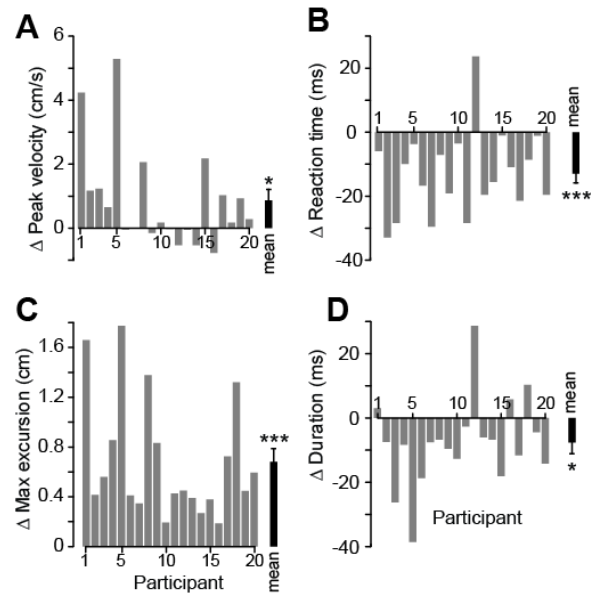 A
Δ Peak velocity (cm/s)
6
4
2
0
1
5
10
15
20
mean
*
B
Δ Reaction time (ms)
20
0
-20
-40
1
5
10
15
20
mean
***
C
Δ Max excursion (cm)
1.6
1.2
0.8
0.4
0
1
5
10
15
20
mean
***
Participant
D
Δ Duration (ms)
20
0
-20
-40
1
5
10
15
20
mean
*
Participant